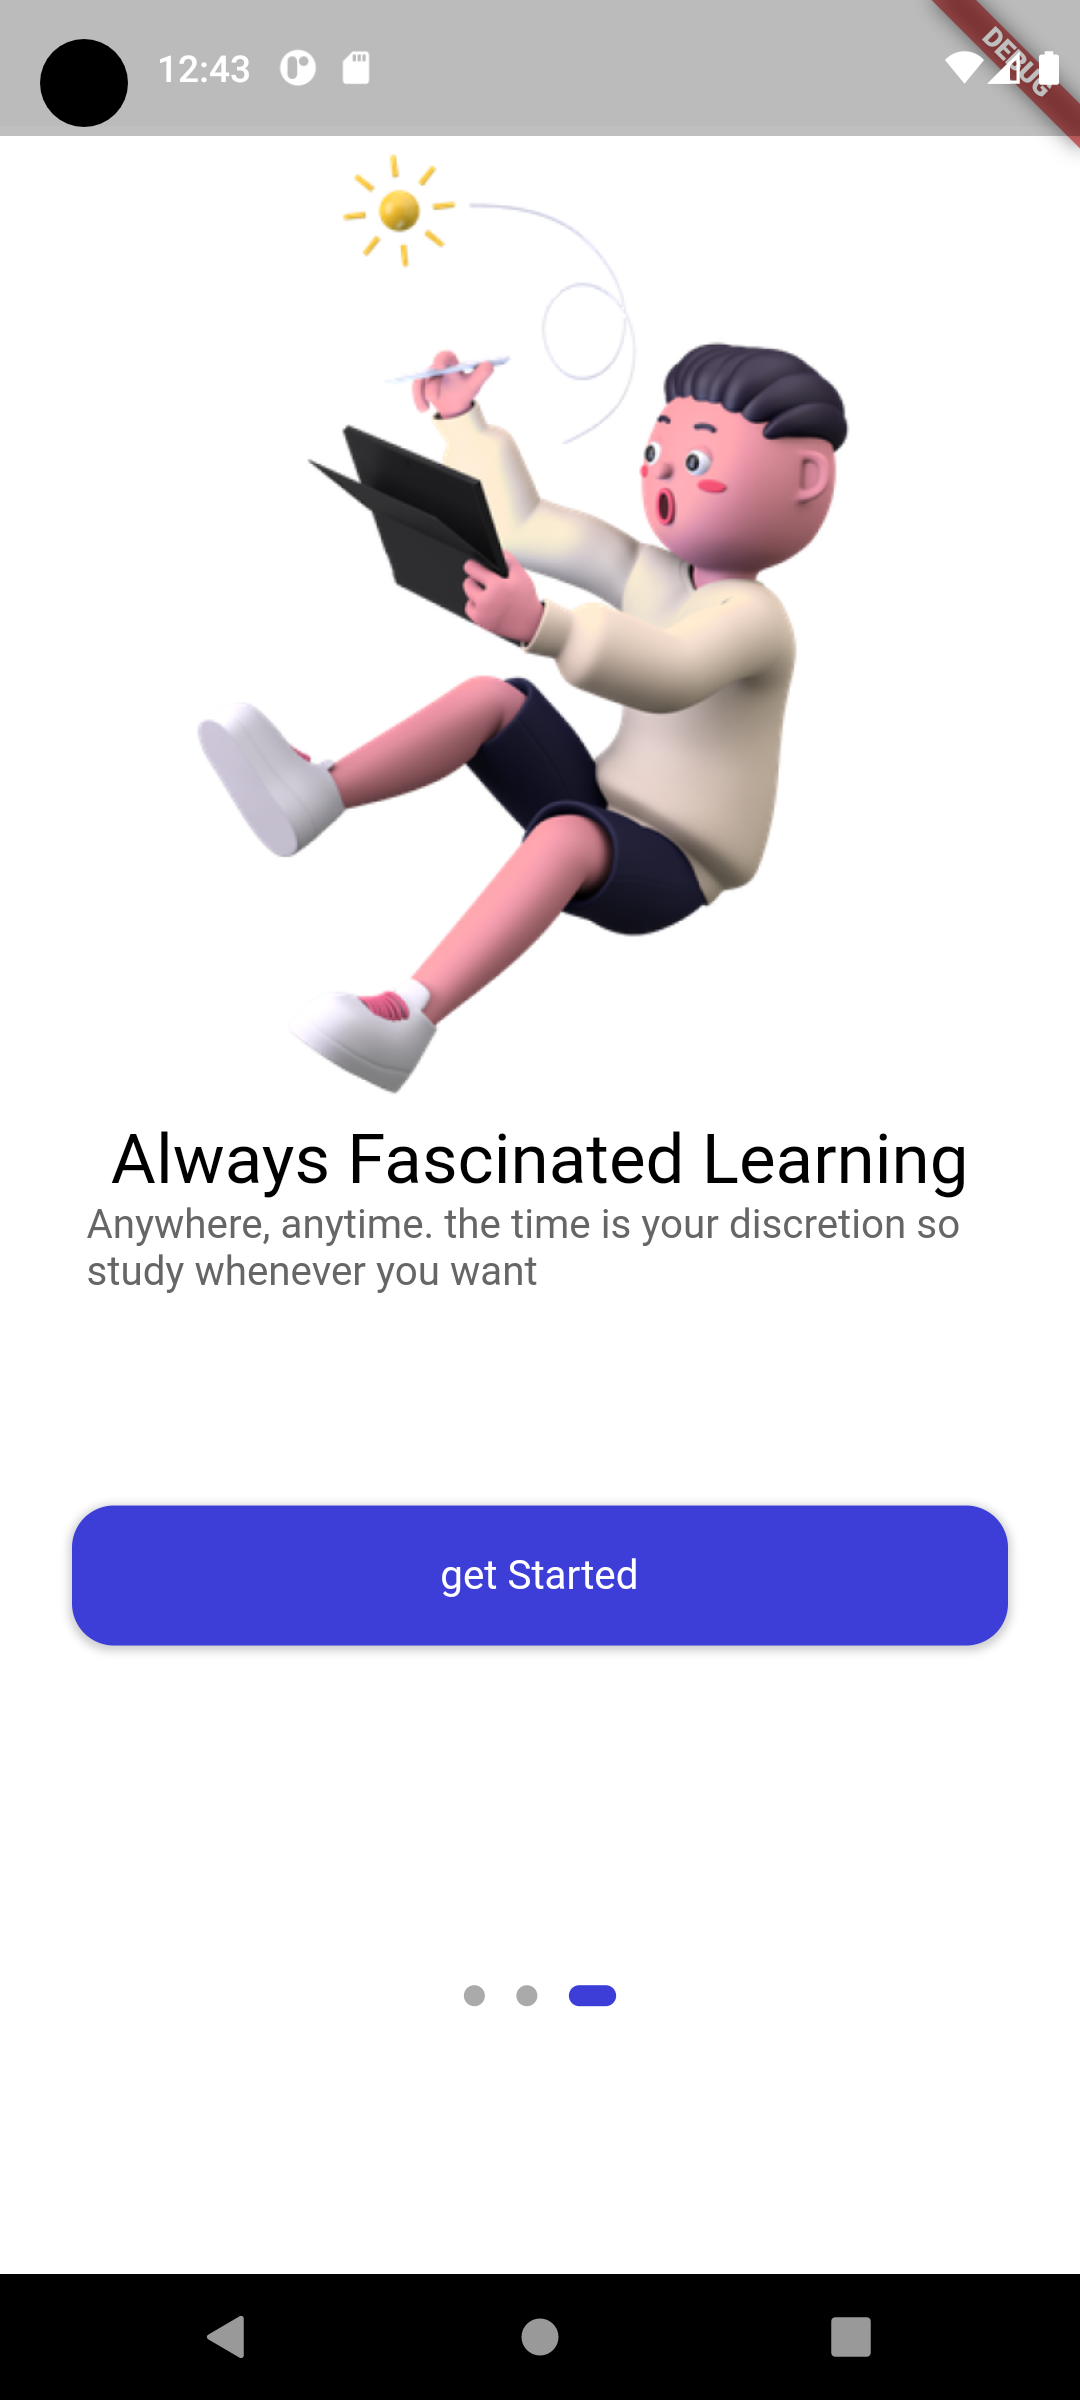 12:43
DEBUG
Always Fascinated Learning
Anywhere, anytime. the time is your discretion so
study whenever you want
get Started